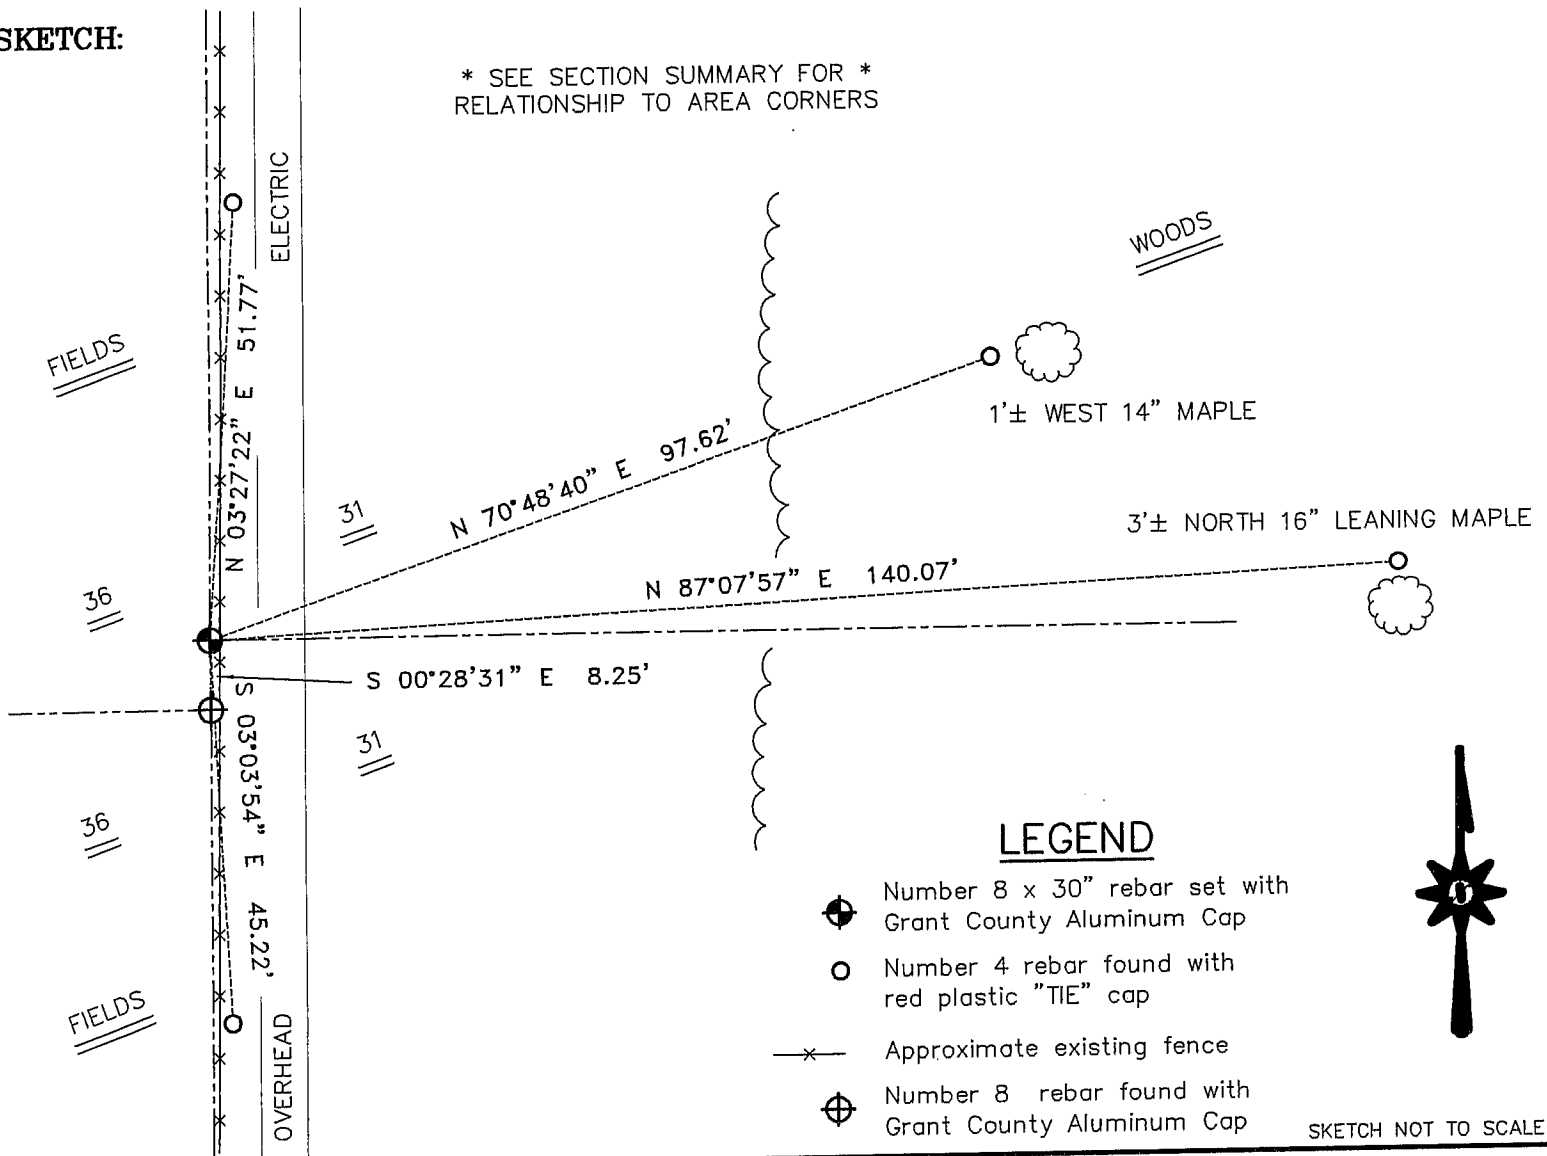 SKETCH:
* SEE SECTION SUMMARY FOR *
RELATIONSHIP TO AREA CORNERS
ELECTRIC
WOODS
FIELDS
N 03°27'22" E 51.77'
1'± WEST 14" MAPLE
N 70°48'40" E 97.62'
31
3'± NORTH 16" LEANING MAPLE
N 87°07'57" E 140.07'
36
S 00°28'31" E 8.25'
S 03°03'54" E 45.22'
31
36
FIELDS
OVERHEAD
LEGEND
Number 8 x 30" rebar set with
Grant County Aluminum Cap
Number 4 rebar found with
red plastic "TIE" cap
Approximate existing fence
Number 8 rebar found with
Grant County Aluminum Cap
SKETCH NOT TO SCALE